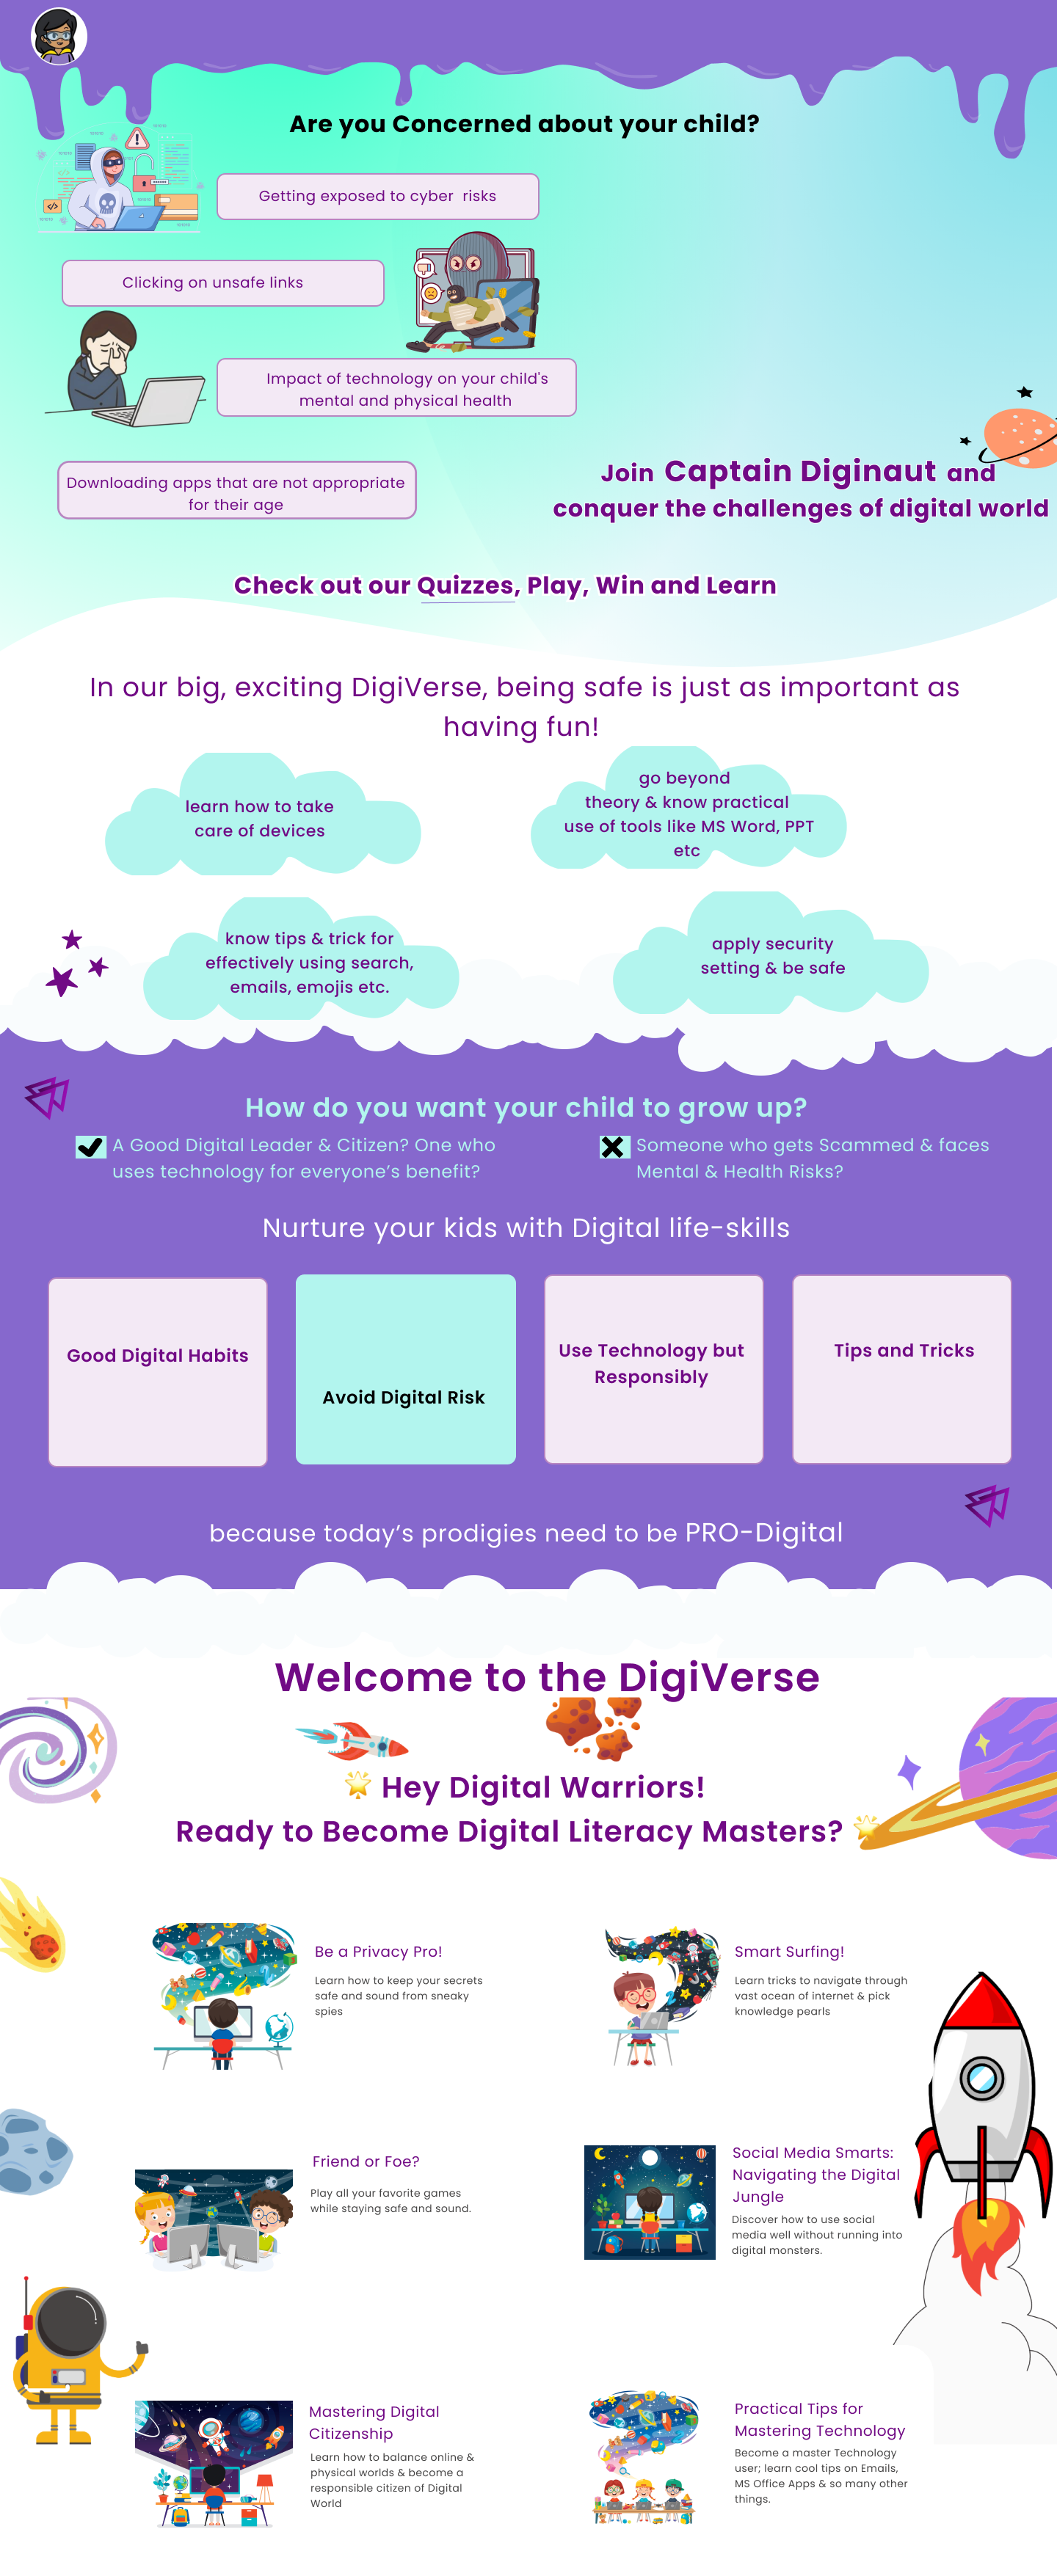 Are you Concerned about your child?
Getting exposed to cyber risks
Clicking on unsafe links
Impact of technology on your child's
mental and physical health
Downloading apps that are not appropriate
for their age
Join Captain Diginaut and
conquer the challenges of digital world
Check out our Quizzes, Play, Win and Learn
In our big, exciting DigiVerse, being safe is just as important as
having fun!
learn how to take
care of devices
go beyond
theory & know practical
use of tools like MS Word, PPT
etc
know tips & trick for
effectively using search,
emails, emojis etc.
apply security
setting & be safe
How do you want your child to grow up?
A Good Digital Leader & Citizen? One who
uses technology for everyone’s benefit?
Someone who gets Scammed & faces
Mental & Health Risks?
Nurture your kids with Digital life-skills
Good Digital Habits
Avoid Digital Risk
Use Technology but
Responsibly
Tips and Tricks
because today’s prodigies need to be PRO-Digital
Welcome to the DigiVerse
🌟 Hey Digital Warriors!
Ready to Become Digital Literacy Masters? 🌟
Be a Privacy Pro!
Learn how to keep your secrets
safe and sound from sneaky
spies
Smart Surfing!
Learn tricks to navigate through
vast ocean of internet & pick
knowledge pearls
Friend or Foe?
Play all your favorite games
while staying safe and sound.
Social Media Smarts:
Navigating the Digital
Jungle
Discover how to use social
media well without running into
digital monsters.
Mastering Digital
Citizenship
Learn how to balance online &
physical worlds & become a
responsible citizen of Digital
World
Practical Tips for
Mastering Technology
Become a master Technology
user; learn cool tips on Emails,
MS Office Apps & so many other
things.